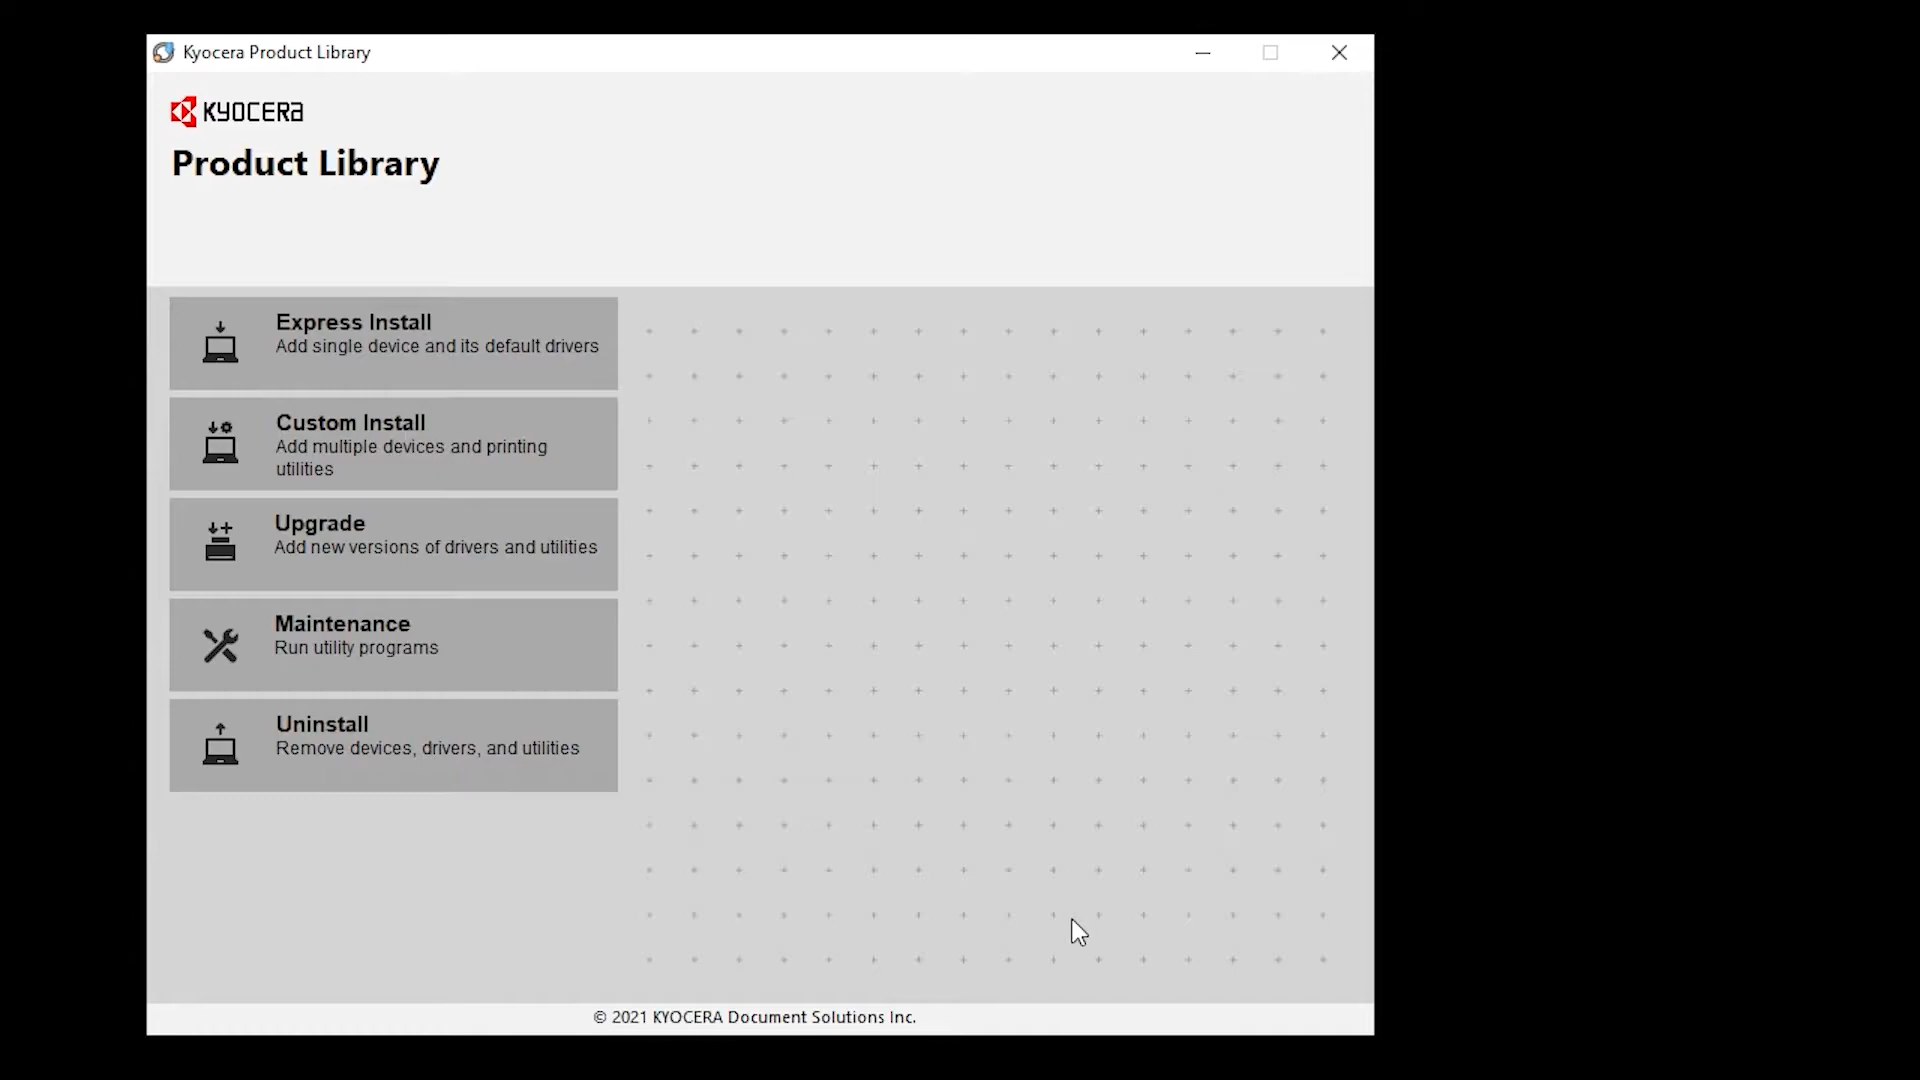 Kyocera Product Library
KYOCERA
Product Library
Express Install
Add single device and its default drivers
Custom Install
Add multiple devices and printing
utilities
Upgrade
Add new versions of drivers and utilities
Maintenance
Run utility programs
Uninstall
Remove devices, drivers, and utilities
© 2021 KYOCERA Document Solutions Inc.